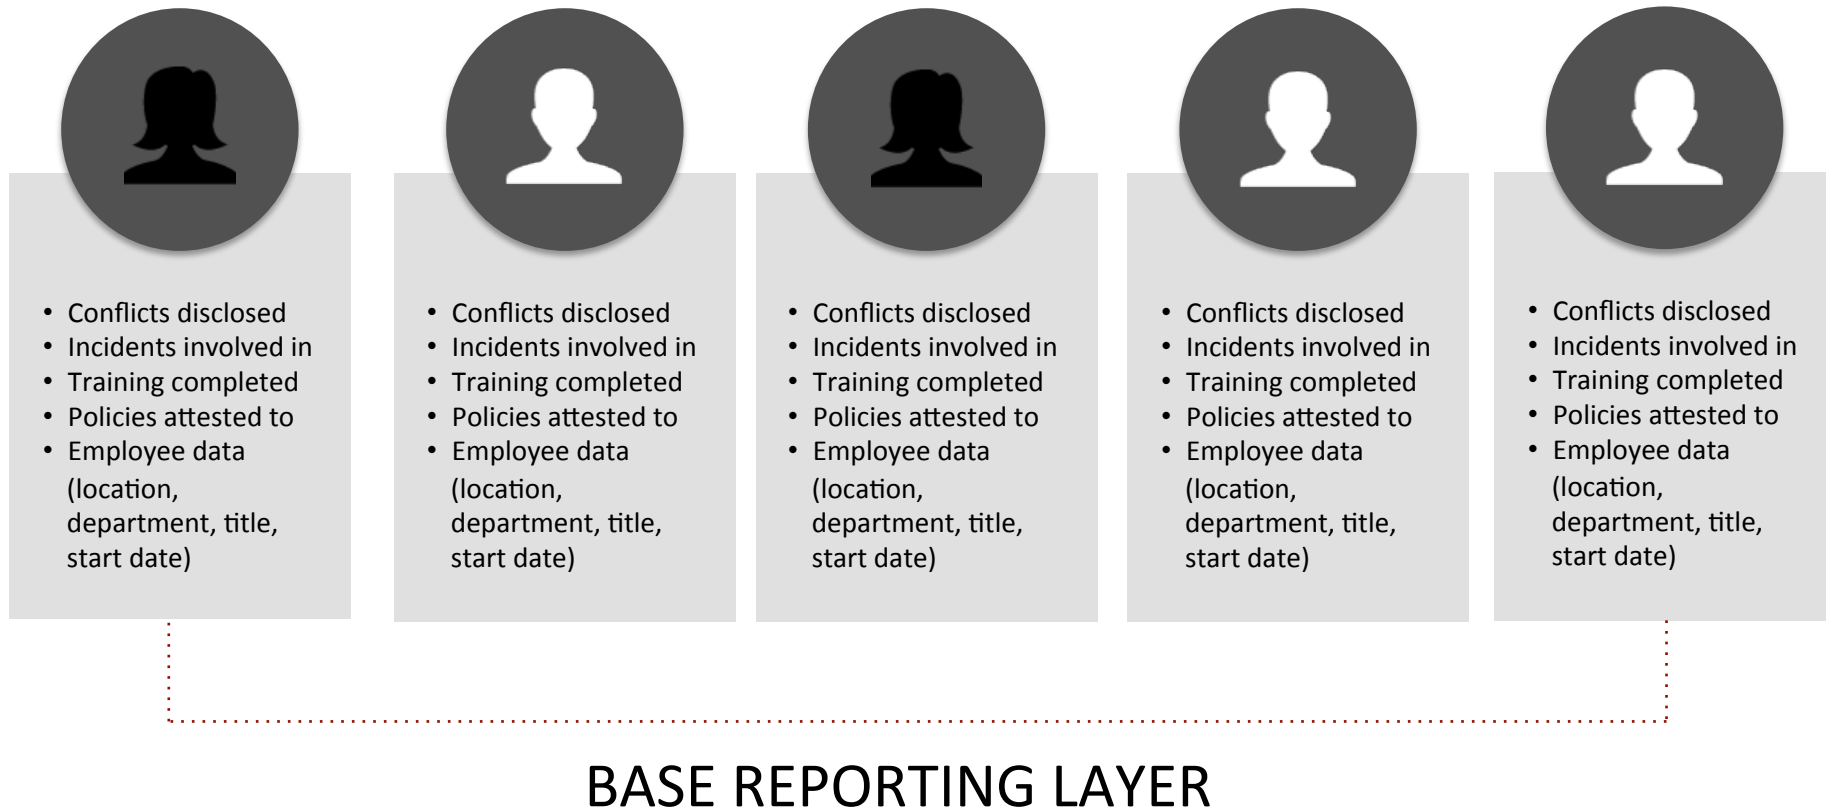 • Conflicts disclosed
• Incidents involved in
• Training completed
• Policies attested to
• Employee data
(location,
department, title,
start date)
• Conflicts disclosed
• Incidents involved in
• Training completed
• Policies attested to
• Employee data
(location,
department, title,
start date)
• Conflicts disclosed
• Incidents involved in
• Training completed
• Policies attested to
• Employee data
(location,
department, title,
start date)
• Conflicts disclosed
• Incidents involved in
• Training completed
• Policies attested to
• Employee data
(location,
department, title,
start date)
• Conflicts disclosed
• Incidents involved in
• Training completed
• Policies attested to
• Employee data
(location,
department, title,
start date)
BASE REPORTING LAYER